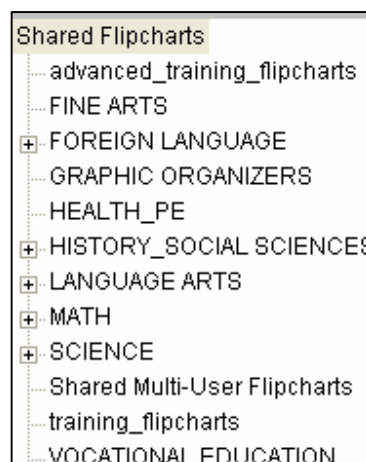 Shared Flipcharts
advanced_training_flipcharts
FINE ARTS
FOREIGN LANGUAGE
GRAPHIC ORGANIZERS
HEALTH_PE
HISTORY_SOCIAL SCIENCES
LANGUAGE ARTS
MATH
SCIENCE
Shared Multi-User Flipcharts
training_flipcharts
VOCATIONAL EDUCATION